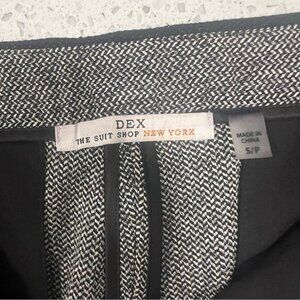 DEX
THE SUIT SHOP NEW YORK
MADE IN
CHINA
S/P